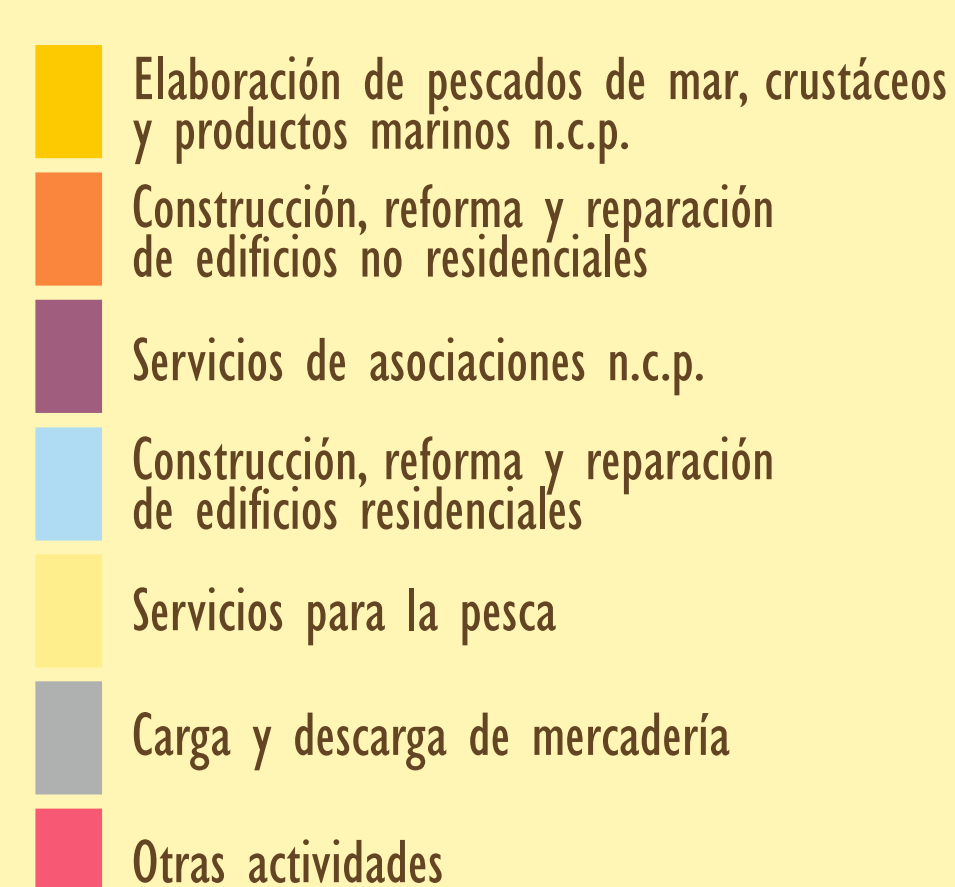 Elaboración de pescados de mar, crustáceos
y productos marinos n.c.p.
Construcción, reforma y reparación
de edificios no residenciales
Servicios de asociaciones n.c.p.
Construcción, reforma y reparación
de edificios residenciales
Servicios para la pesca
Carga y descarga de mercadería
Otras actividades